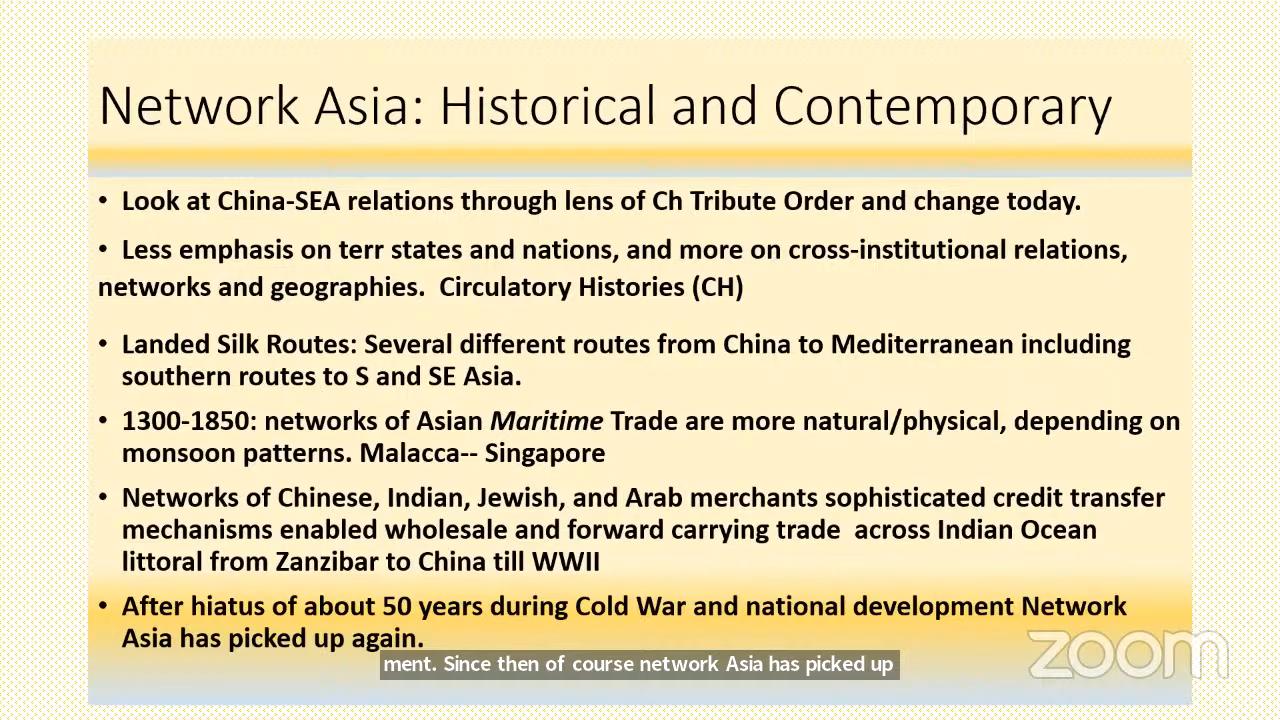 Network Asia: Historical and Contemporary
• Look at China-SEA relations through lens of Ch Tribute Order and change today.
• Less emphasis on terr states and nations, and more on cross-institutional relations,
networks and geographies.  Circulatory Histories (CH)
• Landed Silk Routes: Several different routes from China to Mediterranean including
southern routes to S and SE Asia.
• 1300-1850: networks of Asian Maritime Trade are more natural/physical, depending on
monsoon patterns. Malacca-- Singapore
• Networks of Chinese, Indian, Jewish, and Arab merchants sophisticated credit transfer
mechanisms enabled wholesale and forward carrying trade  across Indian Ocean
littoral from Zanzibar to China till WWII
• After hiatus of about 50 years during Cold War and national development Network
Asia has picked up again.
ment. Since then of course network Asia has picked up
zoom